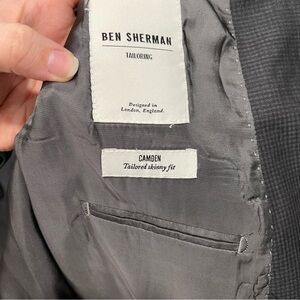 BEN SHERMAN
TAILORING
Designed in
London, England.
CAMDEN
Tailored skinny fit